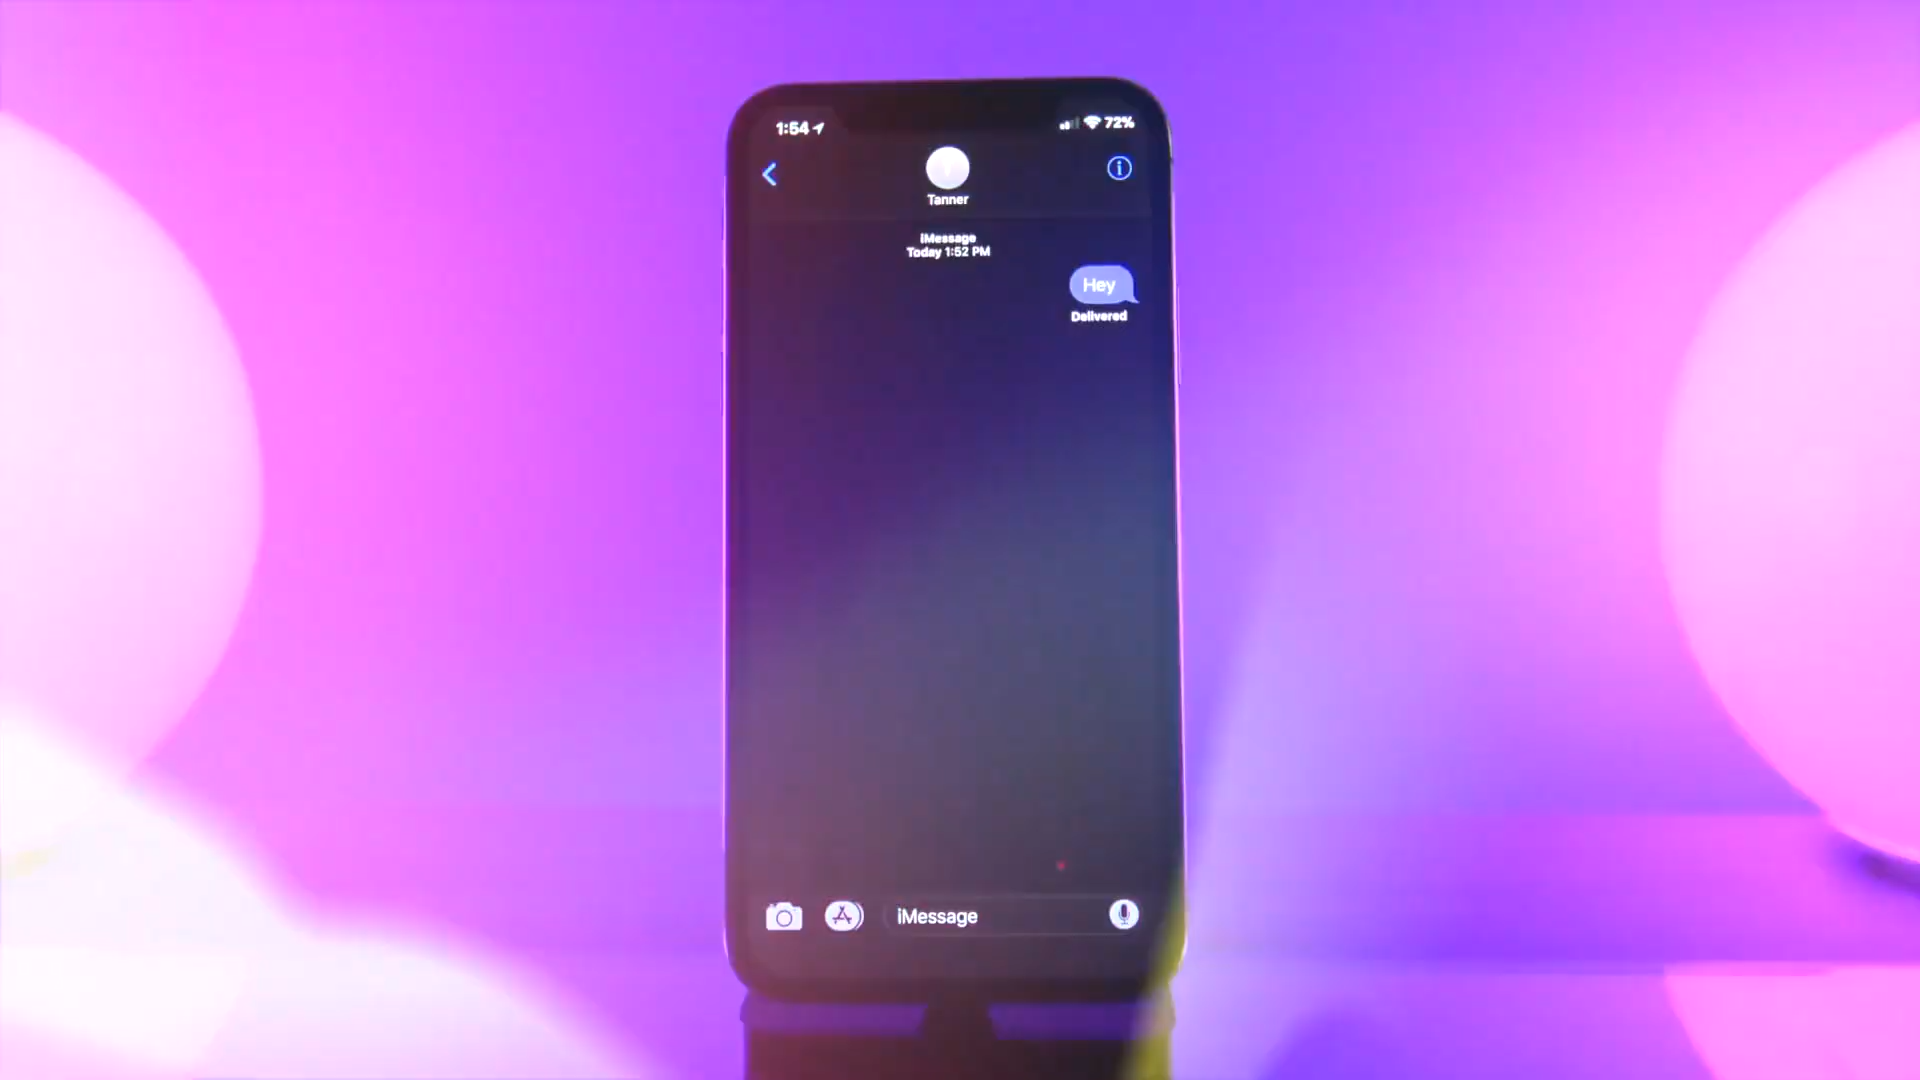 1:54
72%
Tanner
iMessage
Today 1:52 PM
Hey
Delivered
iMessage